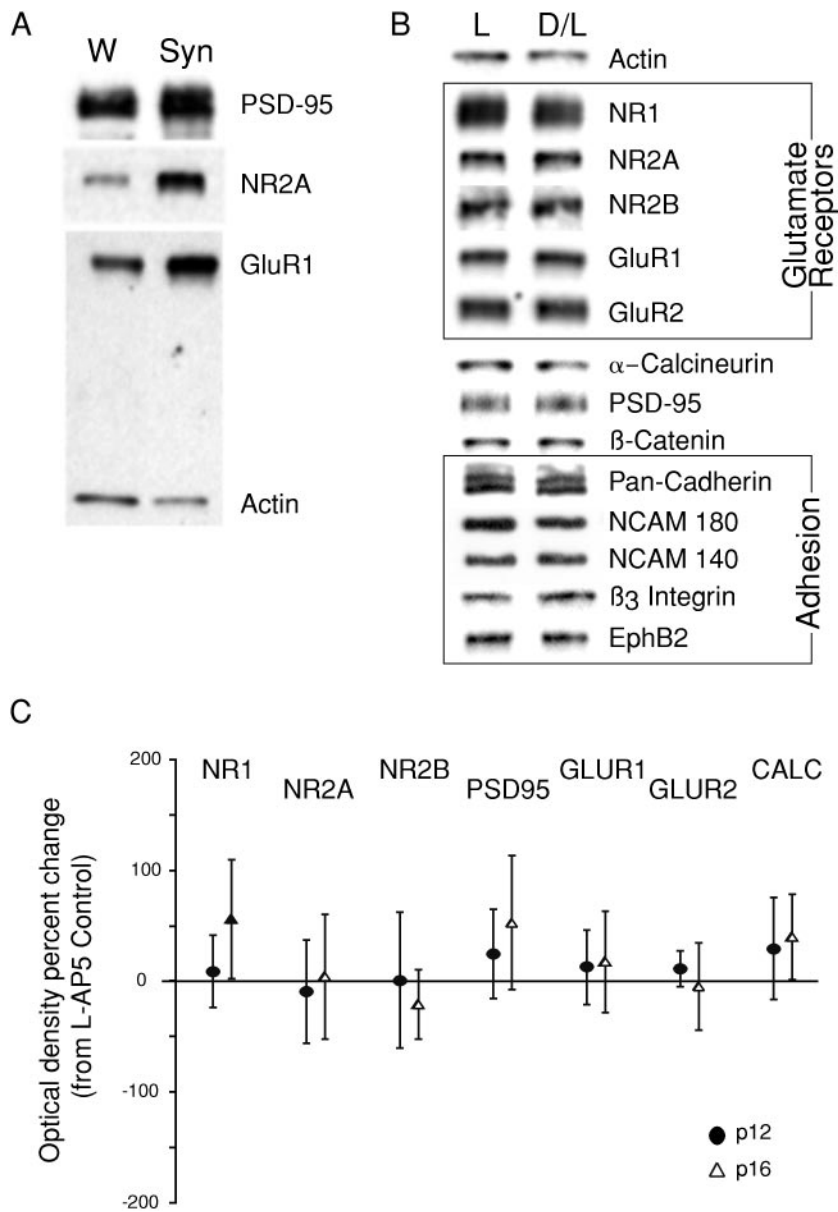 A
W Syn
PSD-95
NR2A
GluR1
Actin
B
L D/L
Actin
NR1
NR2A
NR2B
GluR1
GluR2
Glutamate
Receptors
α-Calcineurin
PSD-95
ß-Catenin
Pan-Cadherin
NCAM 180
NCAM 140
ß3 Integrin
EphB2
Adhesion
C
Optical density percent change
(from L-AP5 Control)
200
100
0
-100
-200
NR1
NR2A
NR2B
PSD95
GLUR1
GLUR2
CALC
p12
p16